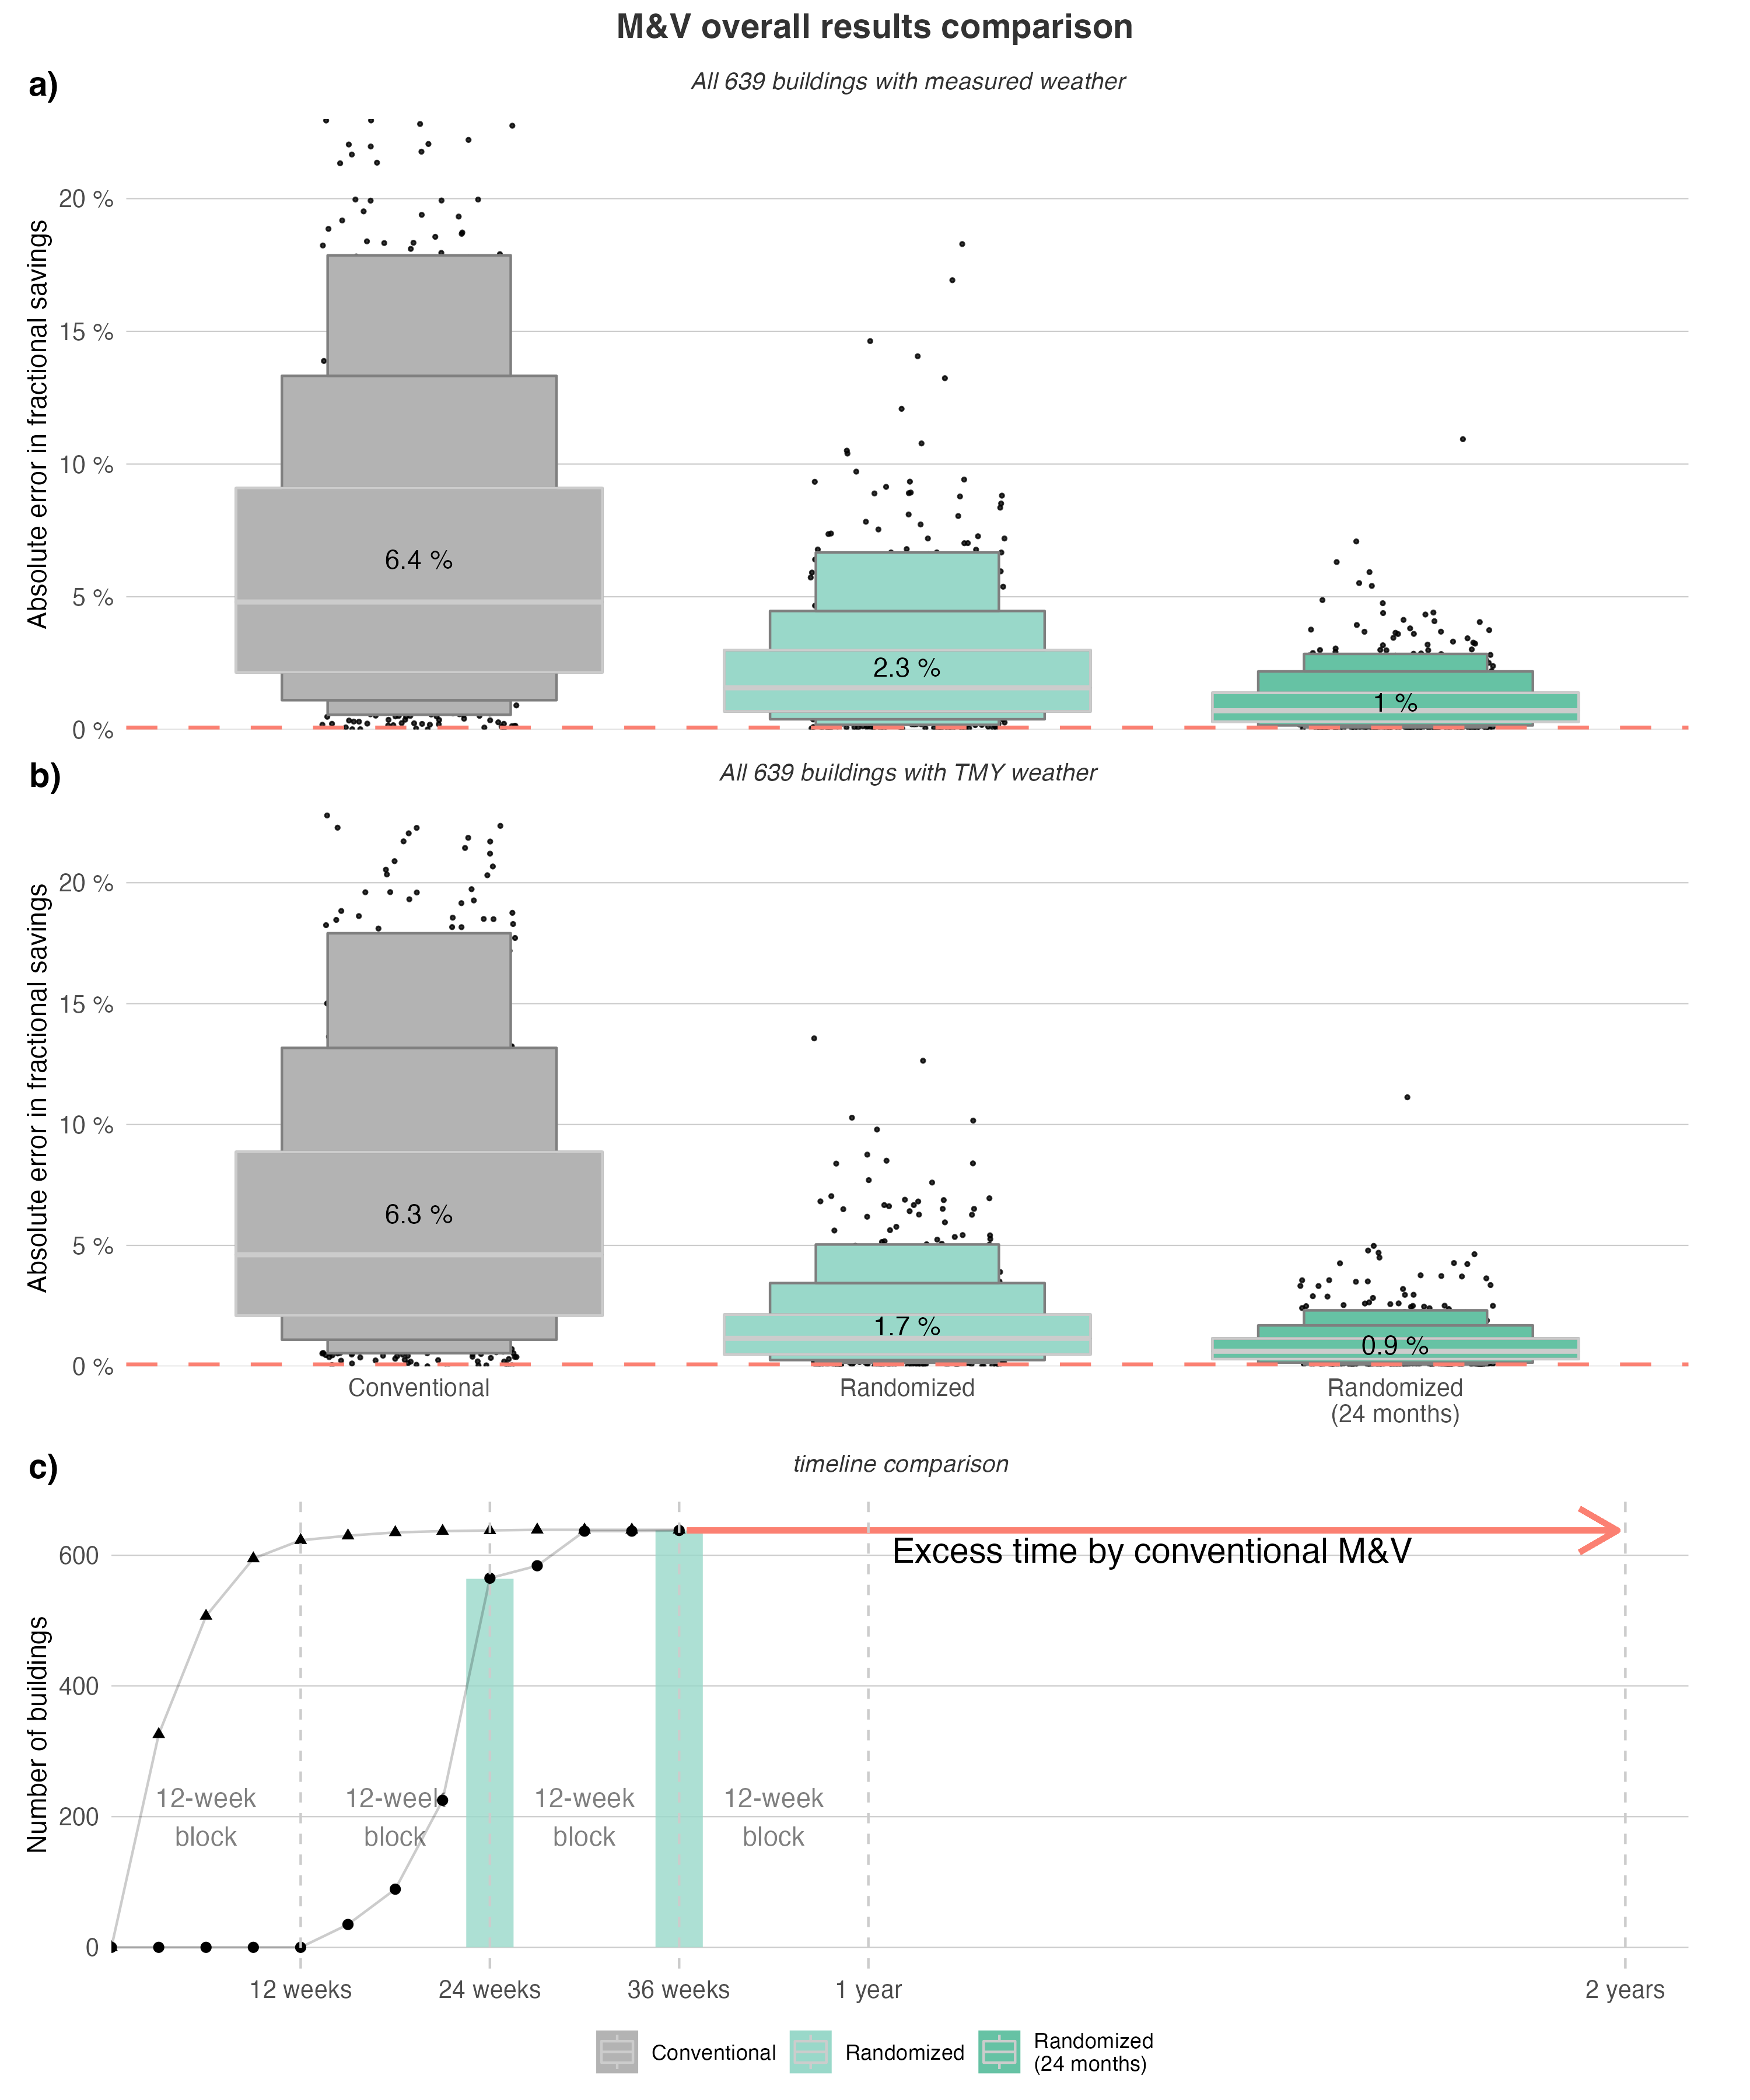 M&V overall results comparison
a)
All 639 buildings with measured weather
Absolute error in fractional savings
20 %
15 %
10 %
5 %
0 %
6.4 %
2.3 %
1 %
b)
All 639 buildings with TMY weather
Absolute error in fractional savings
20 %
15 %
10 %
5 %
0 %
6.3 %
1.7 %
0.9 %
Conventional
Randomized
Randomized
(24 months)
c)
timeline comparison
Number of buildings
600
400
200
0
Excess time by conventional M&V
12-week
block
12-week
block
12-week
block
12-week
block
12 weeks
24 weeks
36 weeks
1 year
2 years
Conventional
Randomized
Randomized
(24 months)